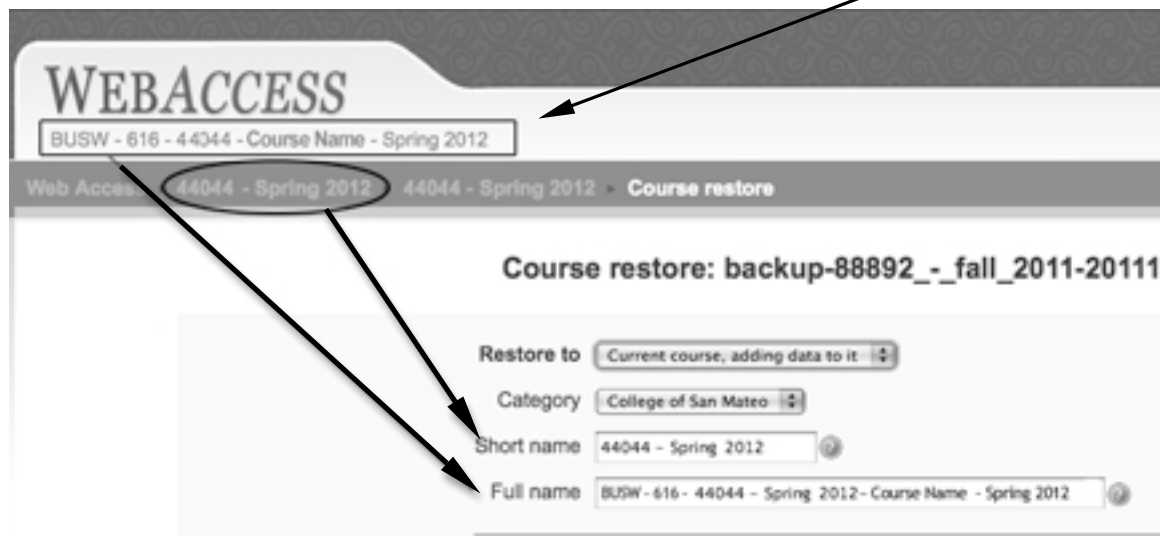 WEBACCESS
BUSW - 616 - 44044 - Course Name - Spring 2012
Web Access 44044 - Spring 2012 44044 - Spring 2012 ▸ Course restore
Course restore: backup-88892_-_fall_2011-20111
Restore to Current course, adding data to it
Category College of San Mateo
Short name 44044 - Spring 2012
Full name BUSW - 616 - 44044 - Spring 2012 - Course Name - Spring 2012